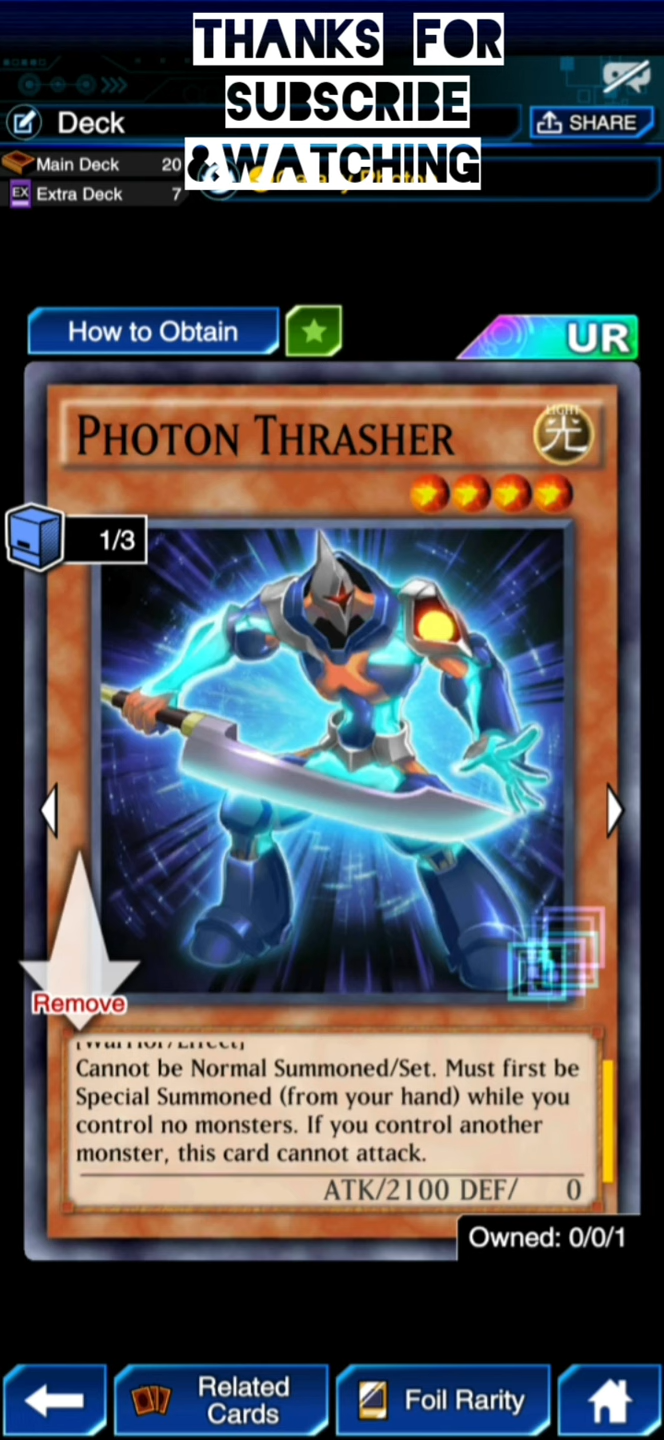 THANKS FOR
SUBSCRIBE
&WATCHING
Deck
SHARE
Main Deck 20
EX Extra Deck 7
How to Obtain
UR
PHOTON THRASHER
LIGHT
光
1/3
Remove
[Warrior/Effect]
Cannot be Normal Summoned/Set. Must first be
Special Summoned (from your hand) while you
control no monsters. If you control another
monster, this card cannot attack.
ATK/2100 DEF/ 0
Owned: 0/0/1
Related
Cards
Foil Rarity